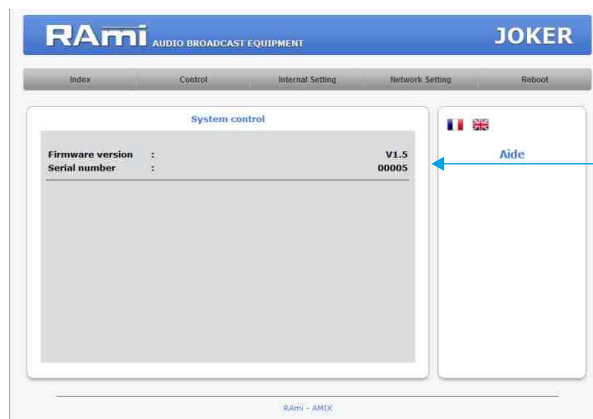 RAmi AUDIO BROADCAST EQUIPMENT JOKER
Index Control Internal Setting Network Setting Reboot
System control
Firmware version : V1.5
Serial number : 00005
Aide
RAmi - AMIX